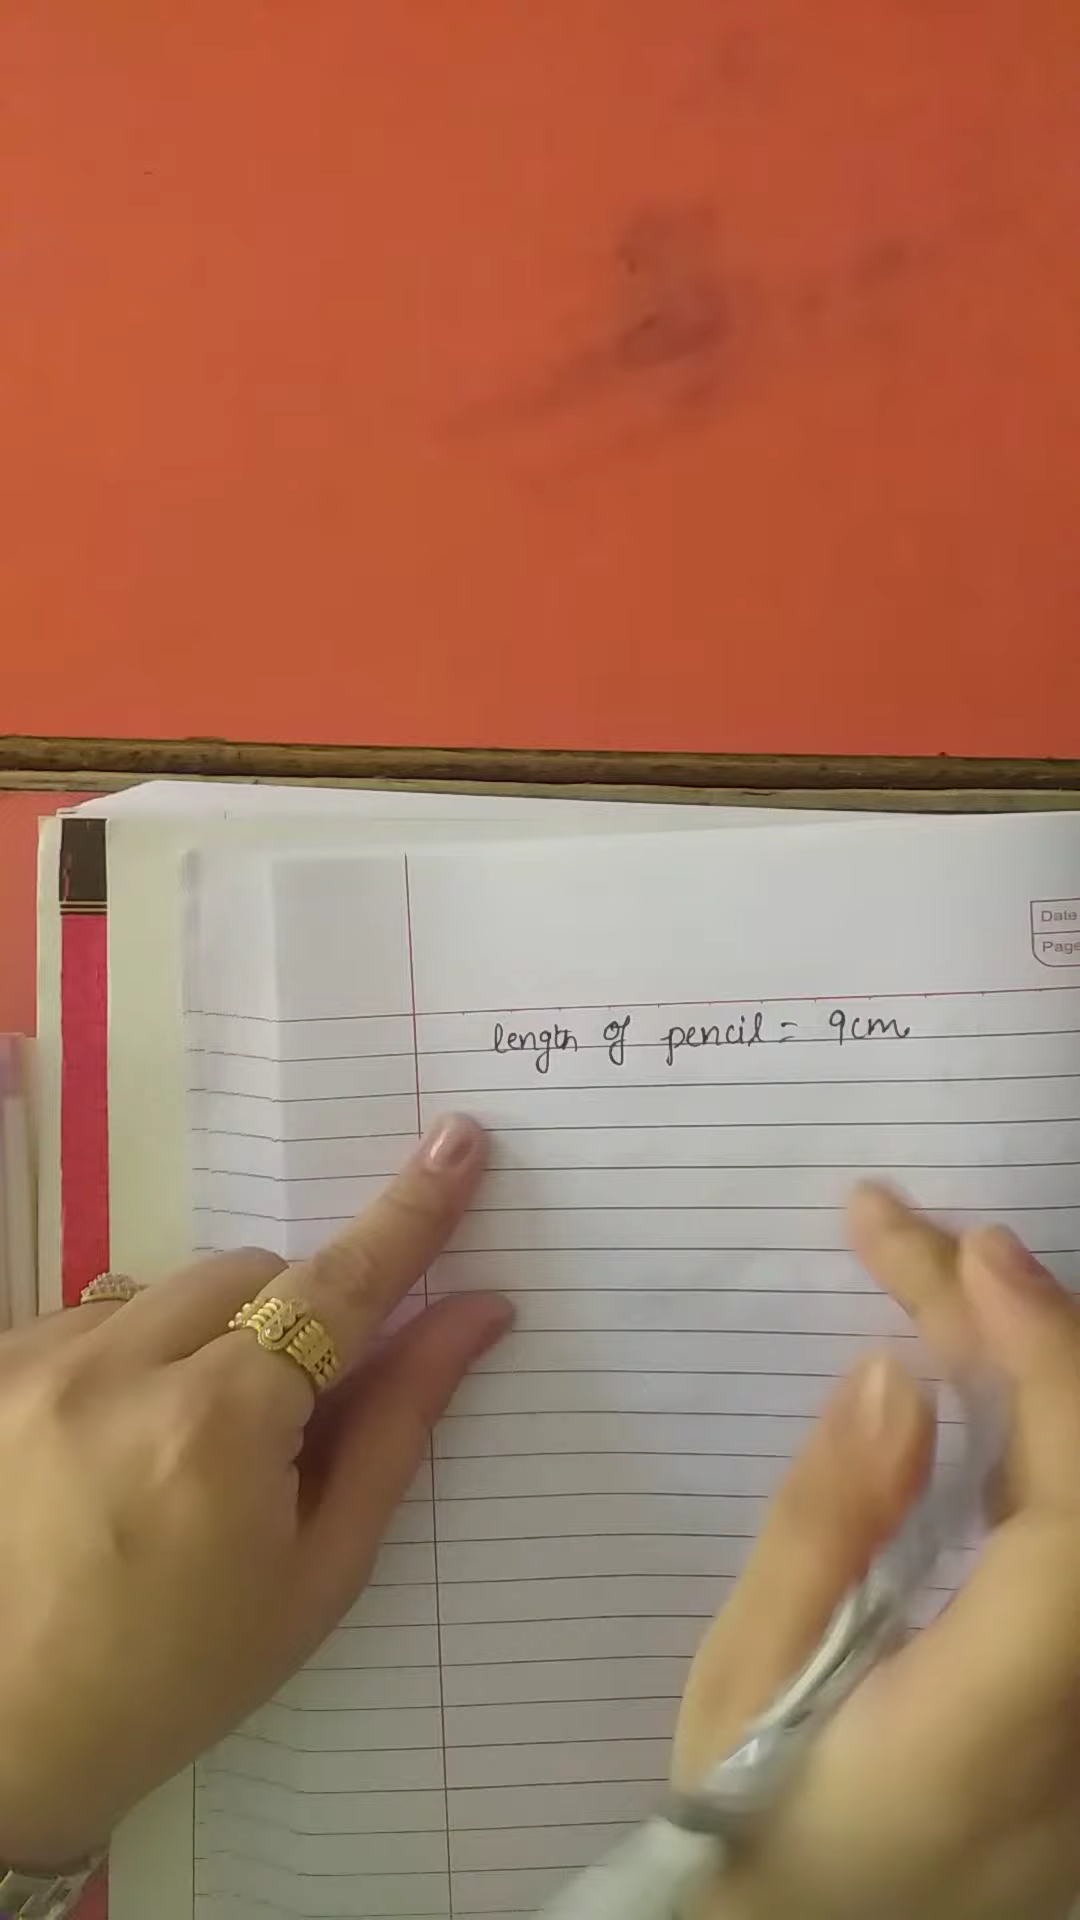 Date
Page
length of pencil = 9cm